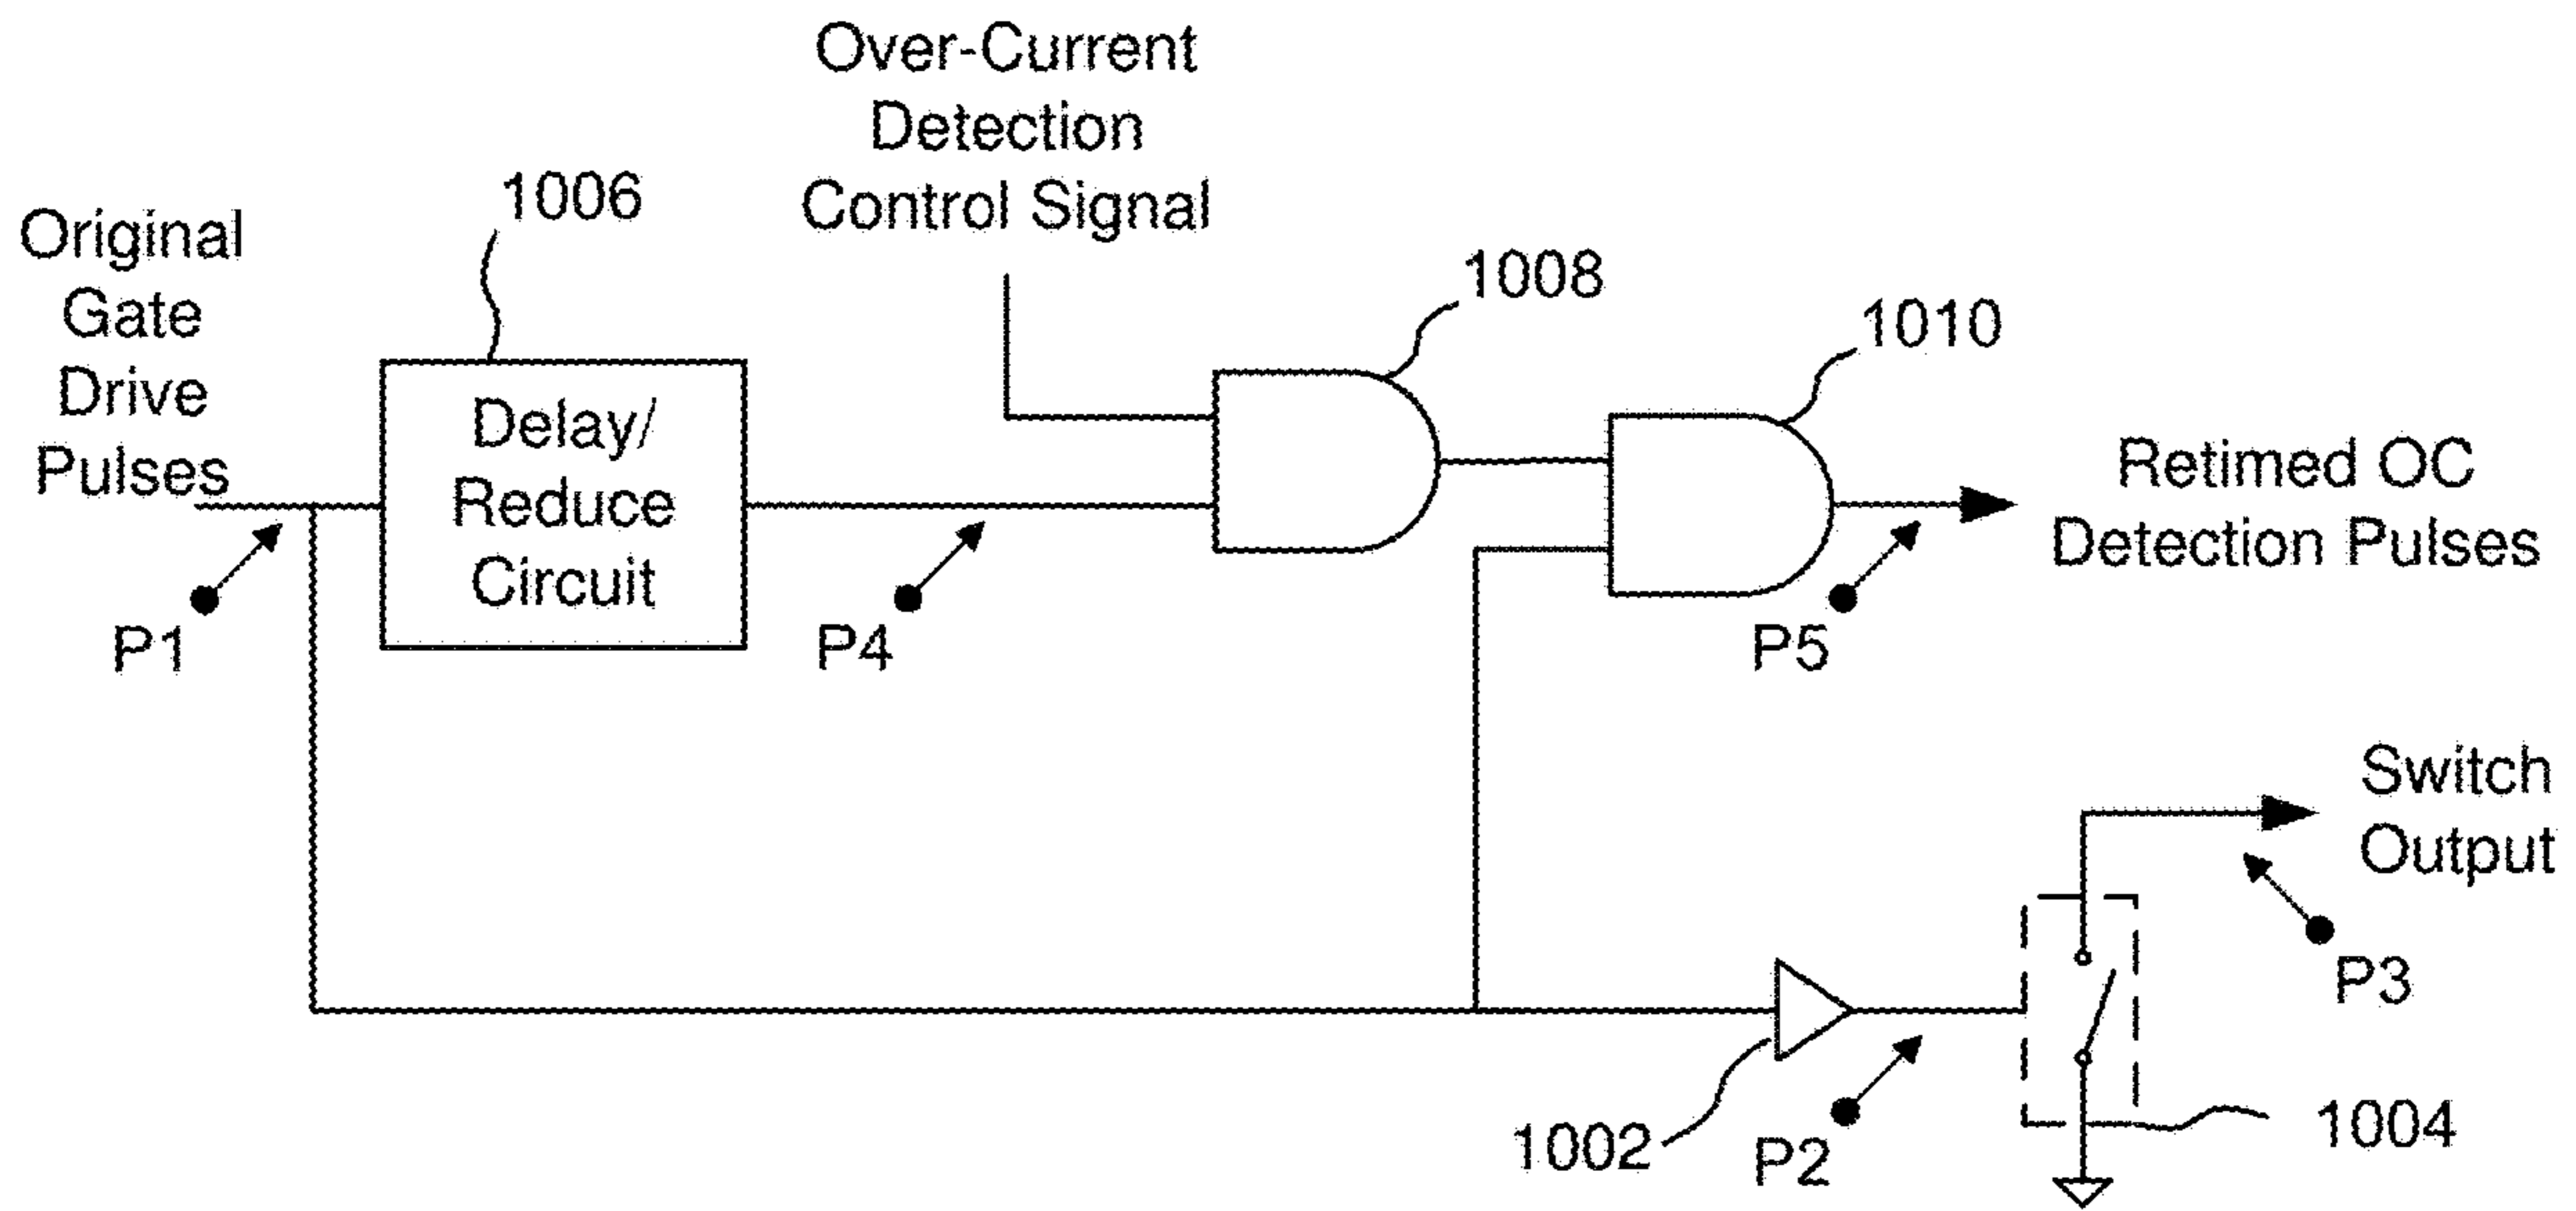 Over-Current
Detection
Control Signal
1006
Original
Gate
Drive
Pulses
1008
1010
Delay/
Reduce
Circuit
Retimed OC
Detection Pulses
P1
P4
P5
Switch
Output
P3
1002
P2
1004